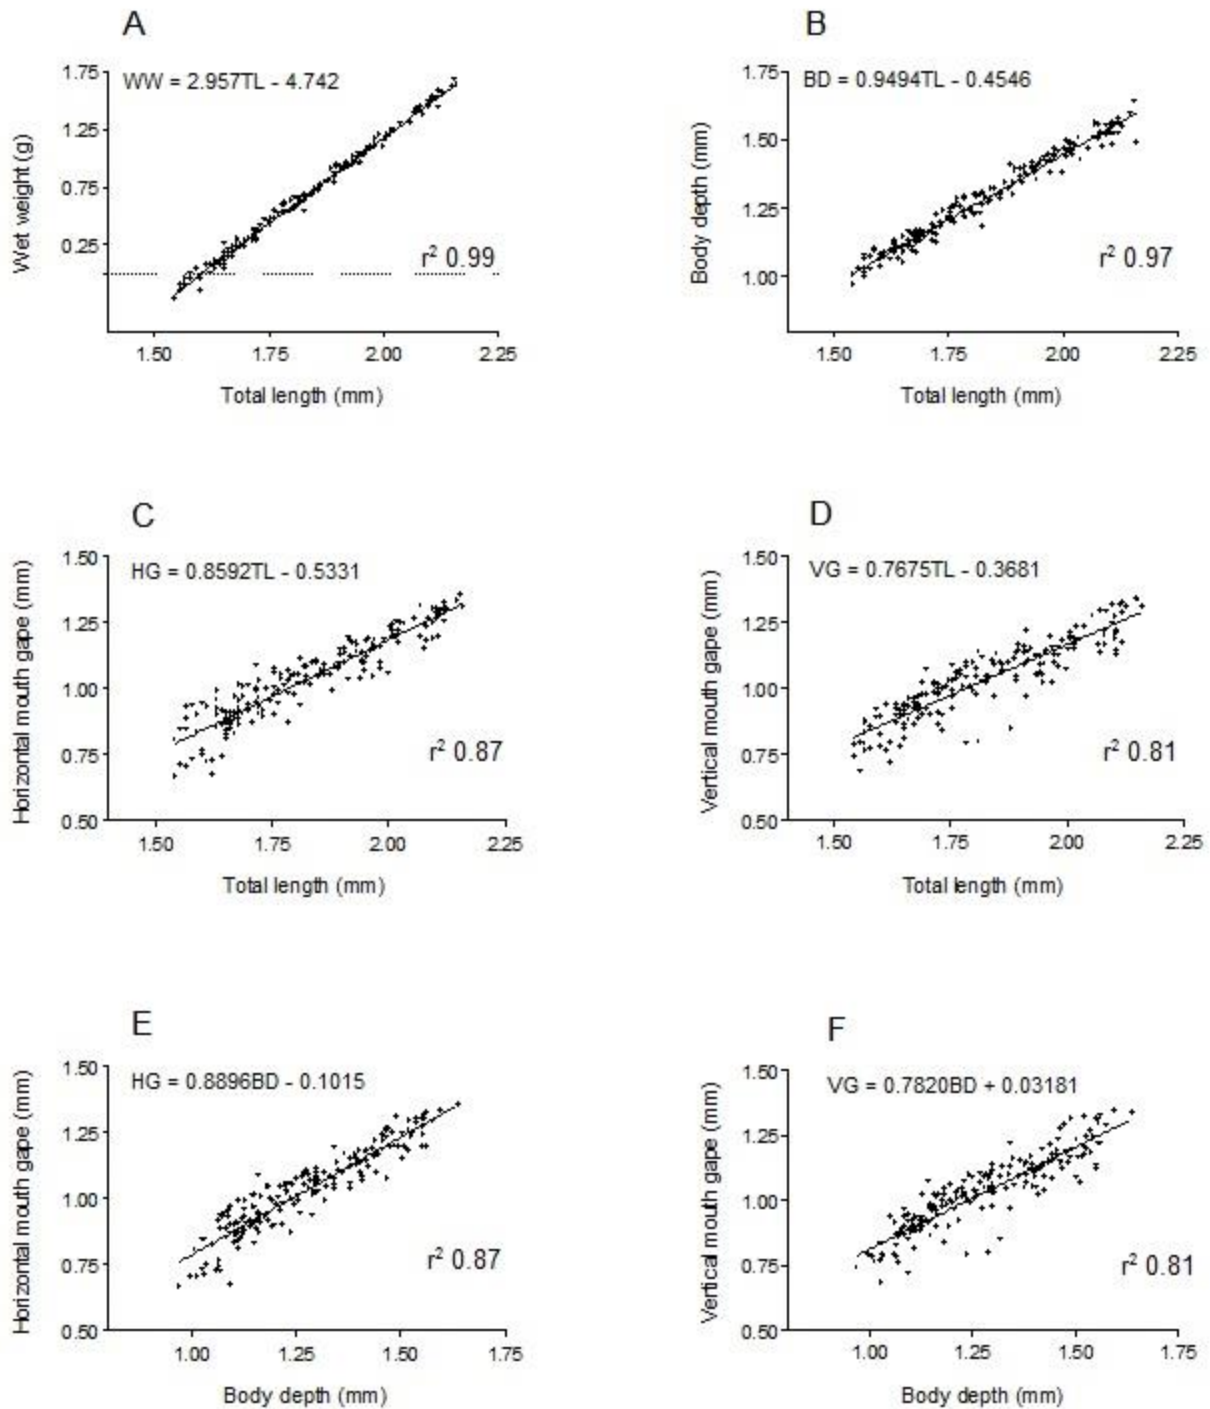 A
WW = 2.957TL - 4.742
1.75
1.25
0.75
0.25
Wet weight (g)
r² 0.99
1.50 1.75 2.00 2.25
Total length (mm)
B
BD = 0.9494TL - 0.4546
1.75
1.50
1.25
1.00
Body depth (mm)
r² 0.97
1.50 1.75 2.00 2.25
Total length (mm)
C
HG = 0.8592TL - 0.5331
1.50
1.25
1.00
0.75
0.50
Horizontal mouth gape (mm)
r² 0.87
1.50 1.75 2.00 2.25
Total length (mm)
D
VG = 0.7675TL - 0.3681
1.50
1.25
1.00
0.75
0.50
Vertical mouth gape (mm)
r² 0.81
1.50 1.75 2.00 2.25
Total length (mm)
E
HG = 0.8896BD - 0.1015
1.50
1.25
1.00
0.75
0.50
Horizontal mouth gape (mm)
r² 0.87
1.00 1.25 1.50 1.75
Body depth (mm)
F
VG = 0.7820BD + 0.03181
1.50
1.25
1.00
0.75
0.50
Vertical mouth gape (mm)
r² 0.81
1.00 1.25 1.50 1.75
Body depth (mm)